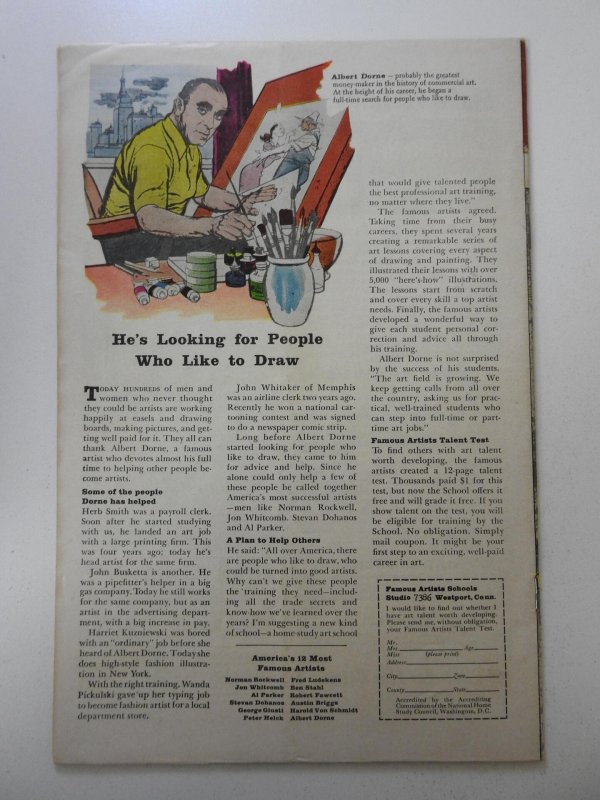 Albert Dorne – probably the greatest
money-maker in the history of commercial art.
At the height of his career, he began a
full-time search for people who like to draw.
He's Looking for People
Who Like to Draw
TODAY HUNDREDS of men and
women who never thought
they could be artists are working
happily at easels and drawing
boards, making pictures, and get-
ting well paid for it. They all can
thank Albert Dorne, a famous
artist who devotes almost his full
time to helping other people be-
come artists.
Some of the people
Dorne has helped
Herb Smith was a payroll clerk.
Soon after he started studying
with us, he landed an art job
with a large printing firm. This
was four years ago; today he's
head artist for the same firm.
John Busketta is another. He
was a pipefitter's helper in a big
gas company. Today he still works
for the same company, but as an
artist in the advertising depart-
ment, with a big increase in pay.
Harriet Kuzniewski was bored
with an "ordinary" job before she
heard of Albert Dorne. Today she
does high-style fashion illustra-
tion in New York.
With the right training, Wanda
Pickulski gave up her typing job
to become fashion artist for a local
department store.
John Whitaker of Memphis
was an airline clerk two years ago.
Recently he won a national car-
tooning contest and was signed
to do a newspaper comic strip.
Long before Albert Dorne
started looking for people who
like to draw, they came to him
for advice and help. Since he
alone could only help a few of
these people he called together
America's most successful artists
—men like Norman Rockwell,
Jon Whitcomb, Stevan Dohanos
and Al Parker.
A Plan to Help Others
He said: "All over America, there
are people who like to draw, who
could be turned into good artists.
Why can't we give these people
the training they need—includ-
ing all the trade secrets and
know-how we've learned over the
years? I'm suggesting a new kind
of school—a home-study art school
America's 12 Most
Famous Artists
Norman Rockwell Fred Ludekens
Jon Whitcomb Ben Stahl
Al Parker Robert Fawcett
Stevan Dohanos Austin Briggs
George Giusti Harold Von Schmidt
Peter Helck Albert Dorne
that would give talented people
the best professional art training,
no matter where they live."
The famous artists agreed.
Taking time from their busy
careers, they spent several years
creating a remarkable series of
art lessons covering every aspect
of drawing and painting. They
illustrated their lessons with over
5,000 "here's-how" illustrations.
The lessons start from scratch
and cover every skill a top artist
needs. Finally, the famous artists
developed a wonderful way to
give each student personal cor-
rection and advice all through
his training.
Albert Dorne is not surprised
by the success of his students.
"The art field is growing. We
keep getting calls from all over
the country, asking us for prac-
tical, well-trained students who
can step into full-time or part-
time art jobs."
Famous Artists Talent Test
To find others with art talent
worth developing, the famous
artists created a 12-page talent
test. Thousands paid $1 for this
test, but now the School offers it
free and will grade it free. If you
show talent on the test, you will
be eligible for training by the
School. No obligation. Simply
mail coupon. It might be your
first step to an exciting, well-paid
career in art.
Famous Artists Schools
Studio 7386 Westport, Conn.
I would like to find out whether I
have art talent worth developing.
Please send me, without obligation,
your Famous Artists Talent Test.
Mr.
Mrs. Age
Miss (please print)
Address
City Zone
County State
Accredited by the Accrediting
Commission of the National Home
Study Council, Washington, D.C.